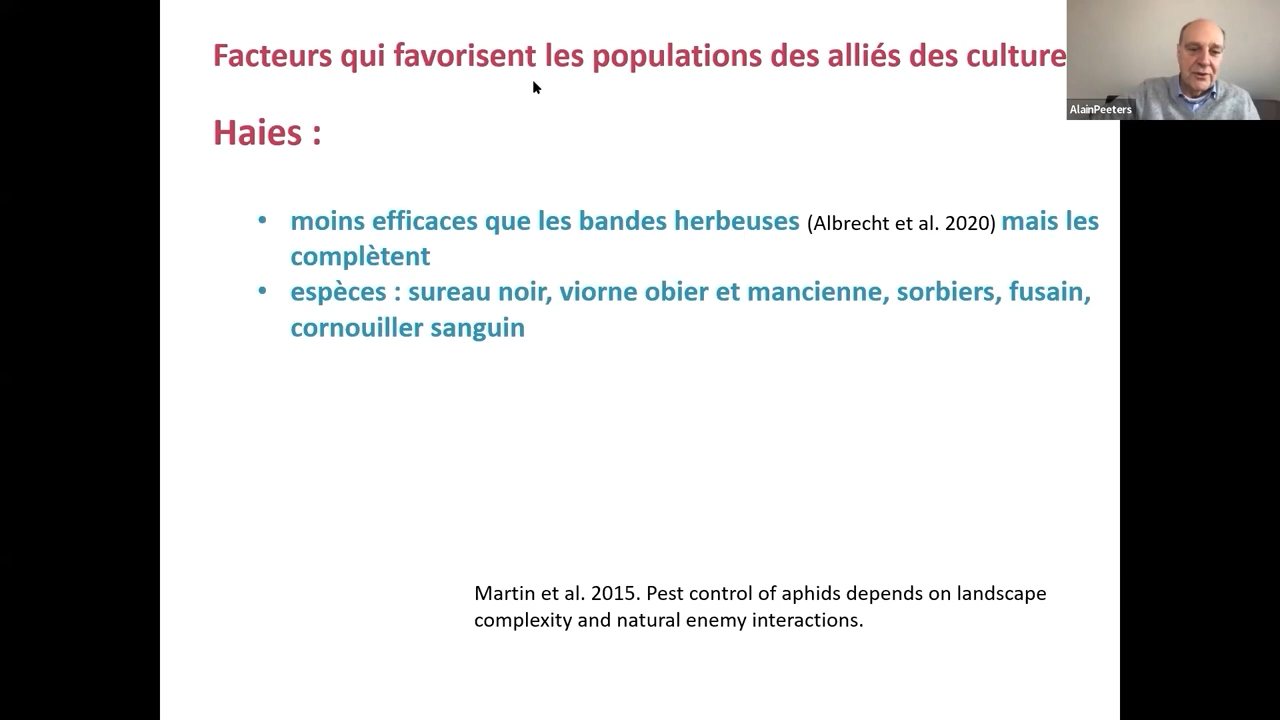 Facteurs qui favorisent les populations des alliés des culture
AlainPeeters
Haies :
• moins efficaces que les bandes herbeuses (Albrecht et al. 2020) mais les
complètent
• espèces : sureau noir, viorne obier et mancienne, sorbiers, fusain,
cornouiller sanguin
Martin et al. 2015. Pest control of aphids depends on landscape
complexity and natural enemy interactions.